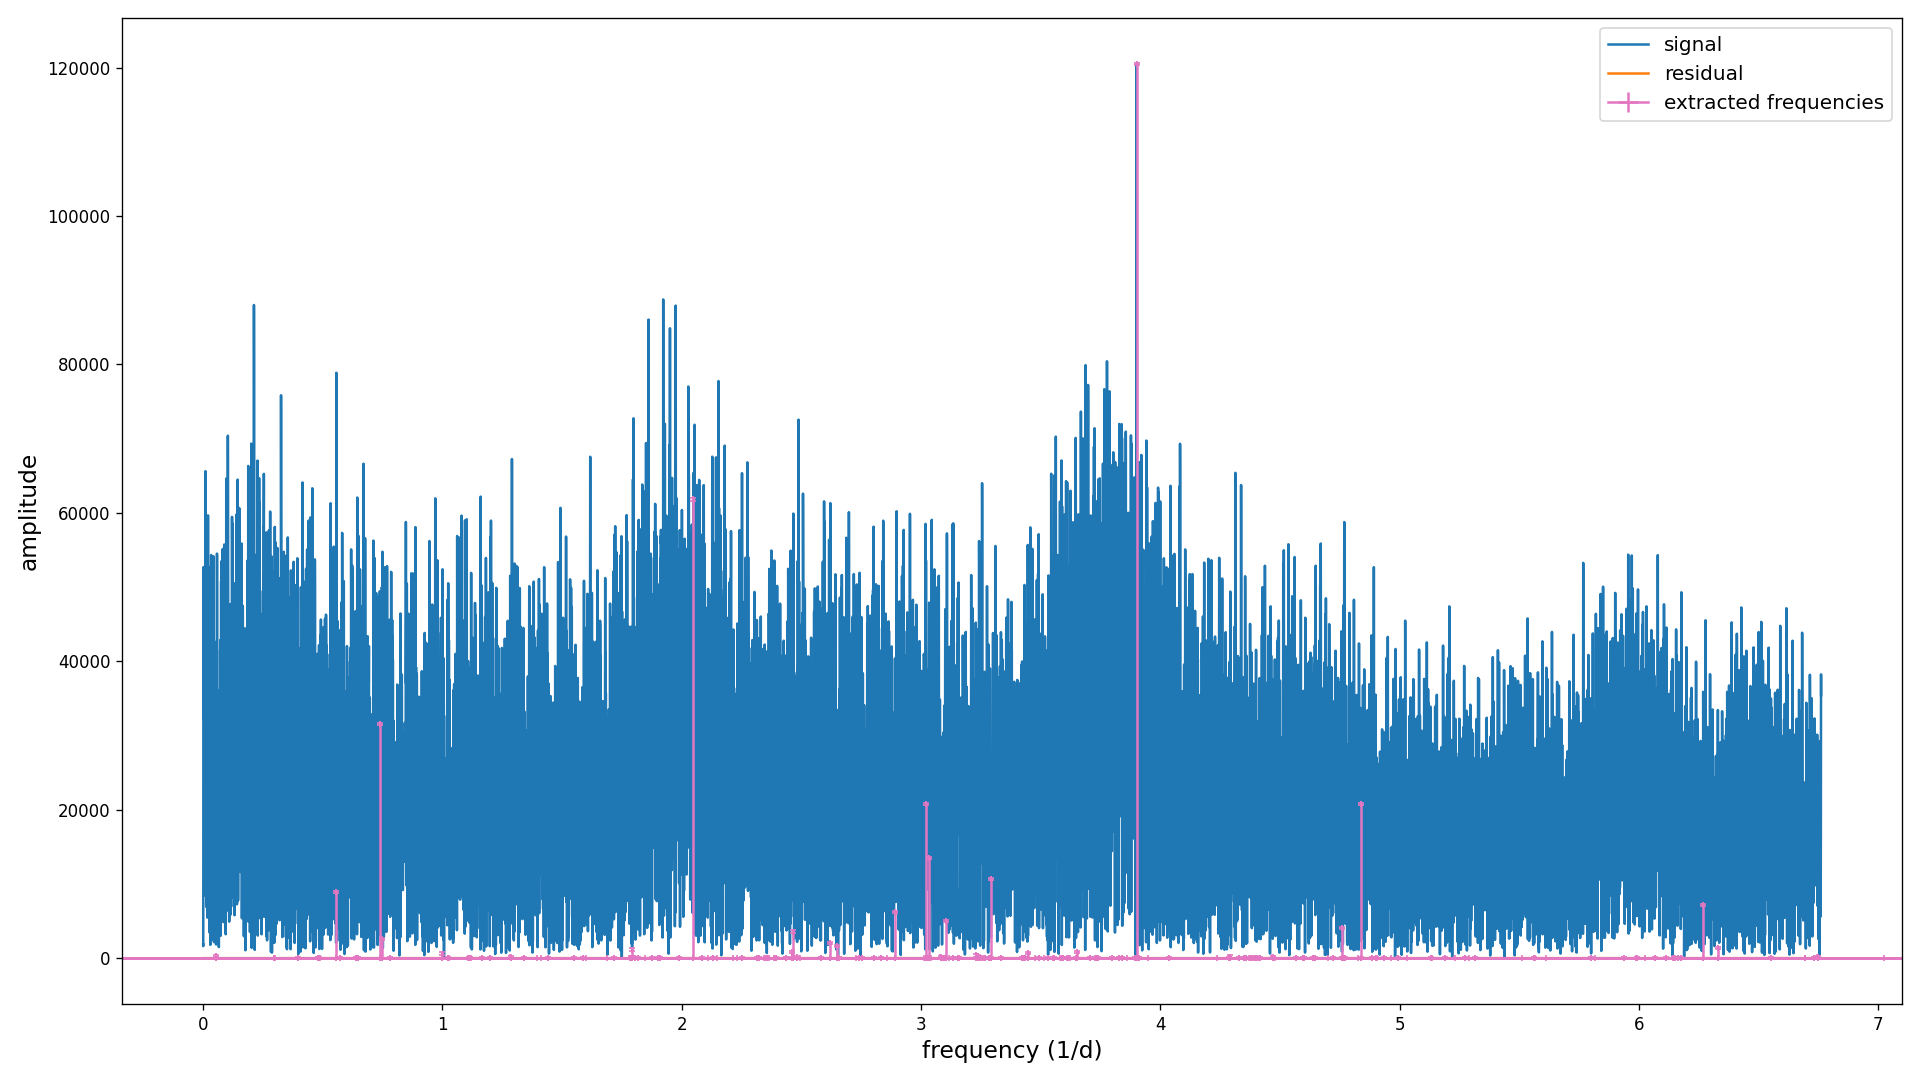 signal
residual
extracted frequencies
120000
100000
80000
60000
40000
20000
0
amplitude
0 1 2 3 4 5 6 7
frequency (1/d)